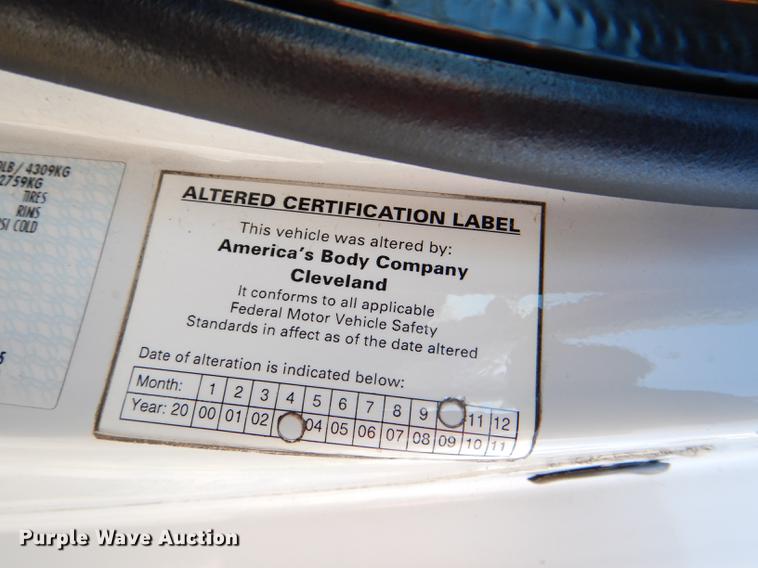 LB/ 4309KG
2759KG
TIRES
RIMS
SI COLD
5
ALTERED CERTIFICATION LABEL
This vehicle was altered by:
America's Body Company
Cleveland
It conforms to all applicable
Federal Motor Vehicle Safety
Standards in affect as of the date altered
Date of alteration is indicated below:
Month: 1 2 3 4 5 6 7 8 9 11 12
Year: 20 00 01 02 04 05 06 07 08 09 10 11
Purple Wave Auction